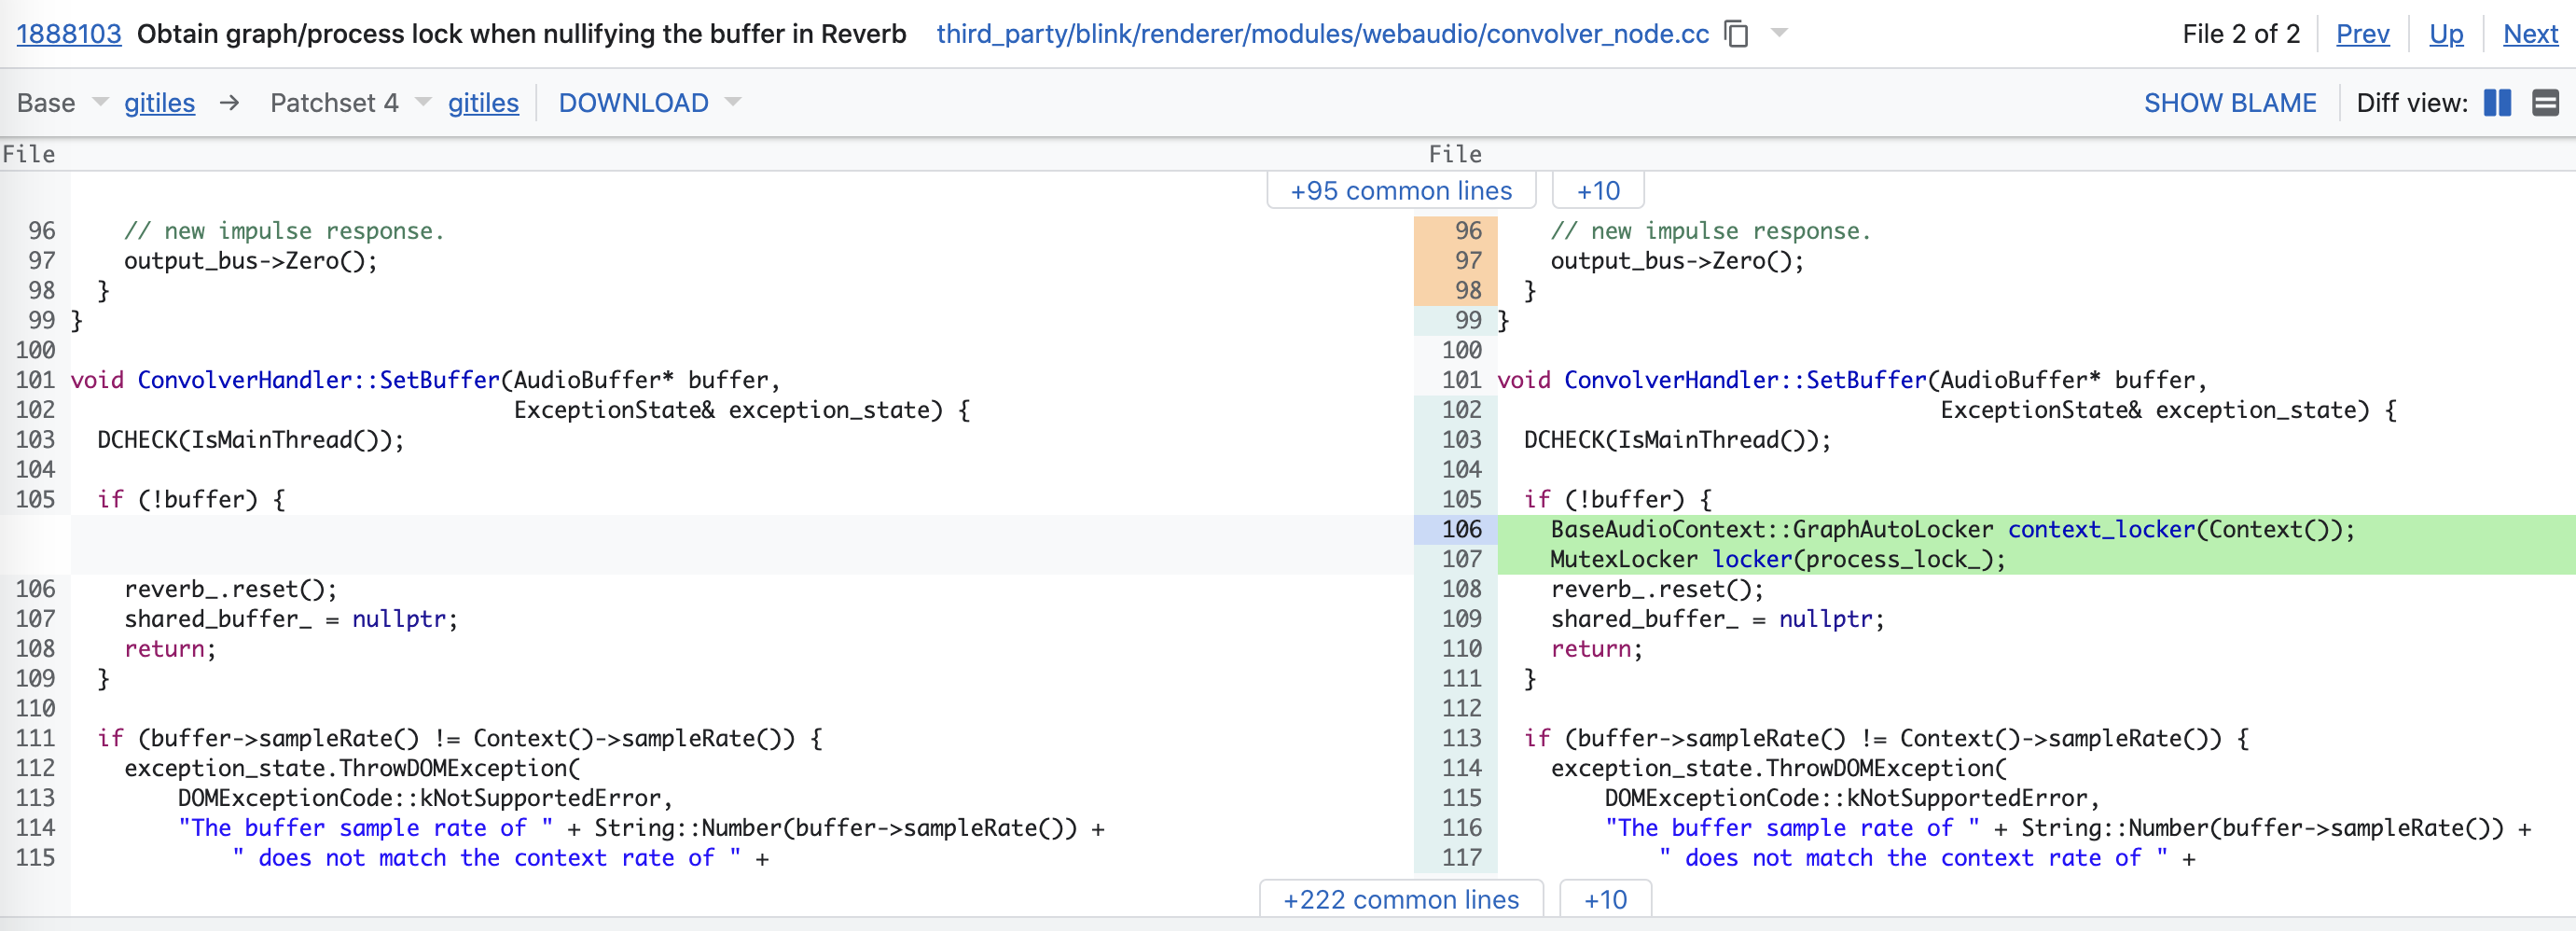 1888103 Obtain graph/process lock when nullifying the buffer in Reverb third_party/blink/renderer/modules/webaudio/convolver_node.cc File 2 of 2 Prev Up Next
Base gitiles → Patchset 4 gitiles DOWNLOAD SHOW BLAME Diff view:
File
96     // new impulse response.
97     output_bus->Zero();
98   }
99 }
100
101 void ConvolverHandler::SetBuffer(AudioBuffer* buffer,
102                                  ExceptionState& exception_state) {
103   DCHECK(IsMainThread());
104
105   if (!buffer) {
106     reverb_.reset();
107     shared_buffer_ = nullptr;
108     return;
109   }
110
111   if (buffer->sampleRate() != Context()->sampleRate()) {
112     exception_state.ThrowDOMException(
113         DOMExceptionCode::kNotSupportedError,
114         "The buffer sample rate of " + String::Number(buffer->sampleRate()) +
115             " does not match the context rate of " +
File
+95 common lines +10
96     // new impulse response.
97     output_bus->Zero();
98   }
99 }
100
101 void ConvolverHandler::SetBuffer(AudioBuffer* buffer,
102                                  ExceptionState& exception_state) {
103   DCHECK(IsMainThread());
104
105   if (!buffer) {
106     BaseAudioContext::GraphAutoLocker context_locker(Context());
107     MutexLocker locker(process_lock_);
108     reverb_.reset();
109     shared_buffer_ = nullptr;
110     return;
111   }
112
113   if (buffer->sampleRate() != Context()->sampleRate()) {
114     exception_state.ThrowDOMException(
115         DOMExceptionCode::kNotSupportedError,
116         "The buffer sample rate of " + String::Number(buffer->sampleRate()) +
117             " does not match the context rate of " +
+222 common lines +10